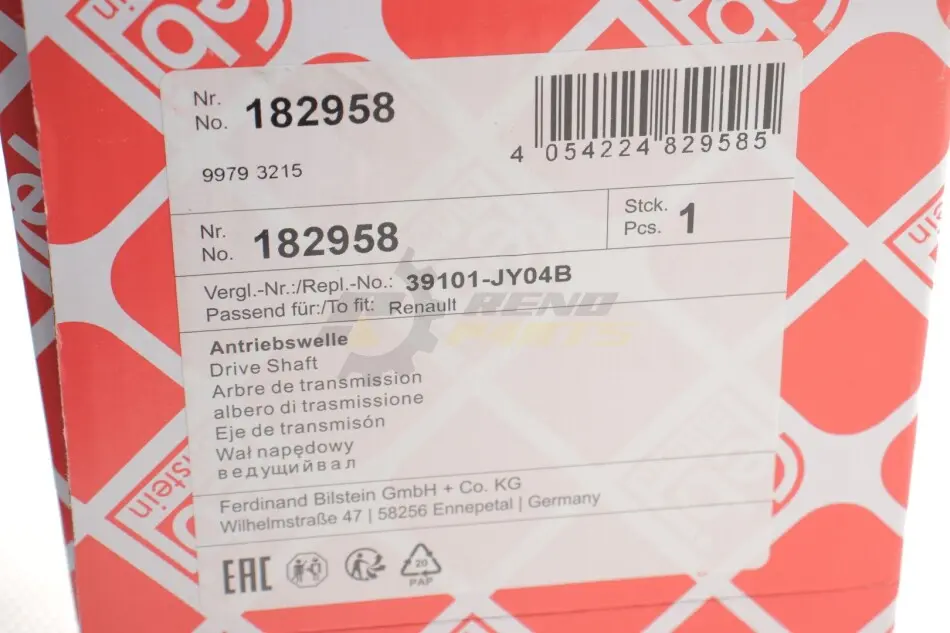 Nr.
No. 182958
4 054224 829585
9979 3215
Nr.
No. 182958
Stck.
Pcs. 1
Vergl.-Nr.:/Repl.-No.: 39101-JY04B
Passend für:/To fit: Renault
REND
PARTS
Antriebswelle
Drive Shaft
Arbre de transmission
albero di trasmissione
Eje de transmisón
Wał napędowy
ведущийвал
Ferdinand Bilstein GmbH + Co. KG
Wilhelmstraße 47 | 58256 Ennepetal | Germany
EAC
20
PAP